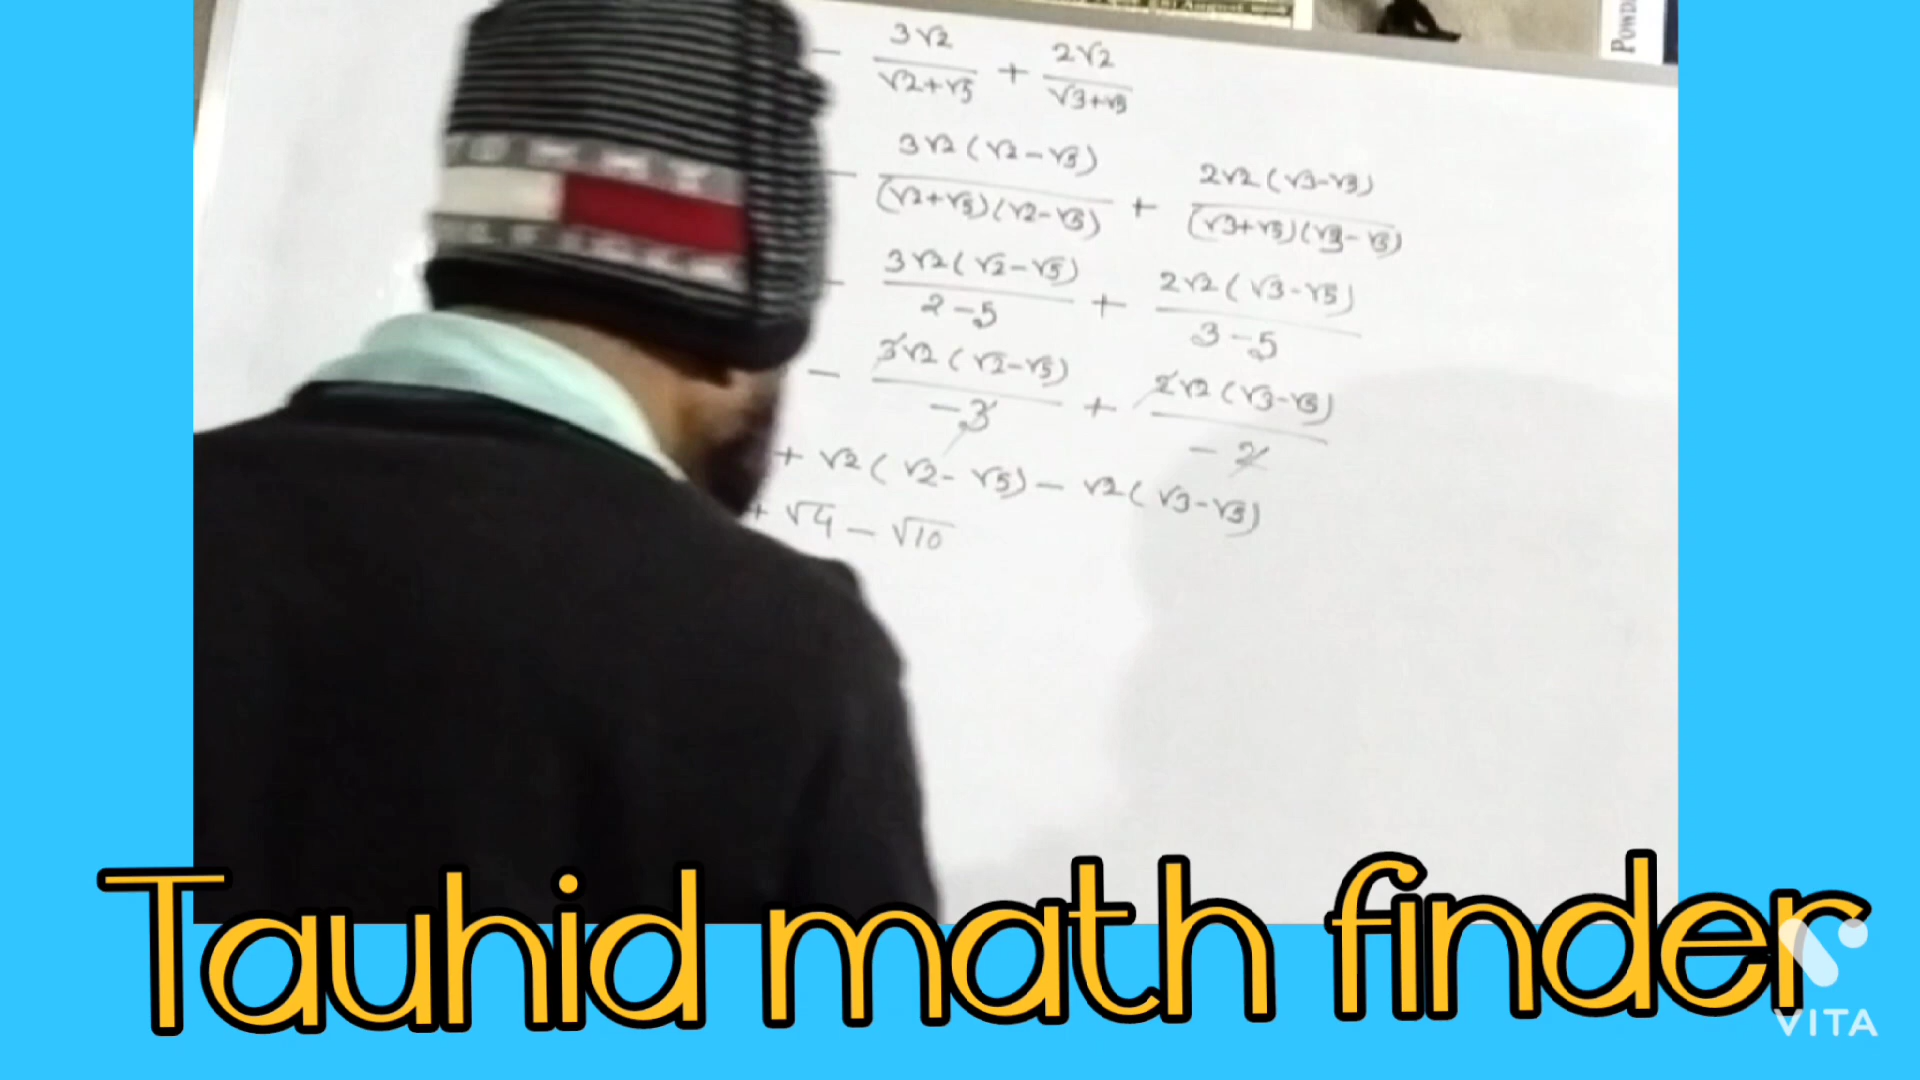 POWD
TOMMY
HILFIGER
- 3√2/√2+√5 + 2√2/√3+√5
- 3√2(√2-√5)/(√2+√5)(√2-√5) + 2√2(√3-√5)/(√3+√5)(√3-√5)
- 3√2(√2-√5)/2-5 + 2√2(√3-√5)/3-5
- 3√2(√2-√5)/-3 + 2√2(√3-√5)/-2
+ √2(√2-√5) - √2(√3-√5)
+ √4 - √10
Tauhid math finder
VITA